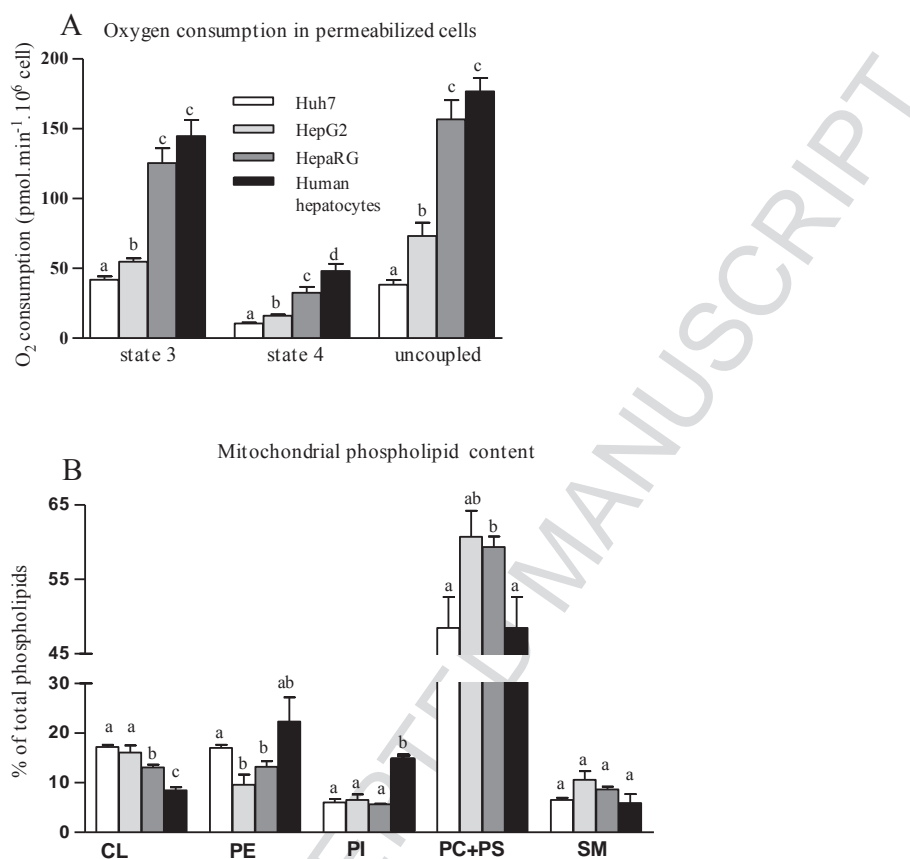 A
Oxygen consumption in permeabilized cells
O2 consumption (pmol.min⁻¹.10⁶ cell)
200
150
100
50
0
Huh7
HepG2
HepaRG
Human
hepatocytes
a b c c
a b c d
a b c c
state 3 state 4 uncoupled
B
Mitochondrial phospholipid content
% of total phospholipids
65
55
45
30
20
10
0
a a b c
a b b ab
a a a b
a ab b a
a a a a
CL PE PI PC+PS SM
MANUSCRIPT